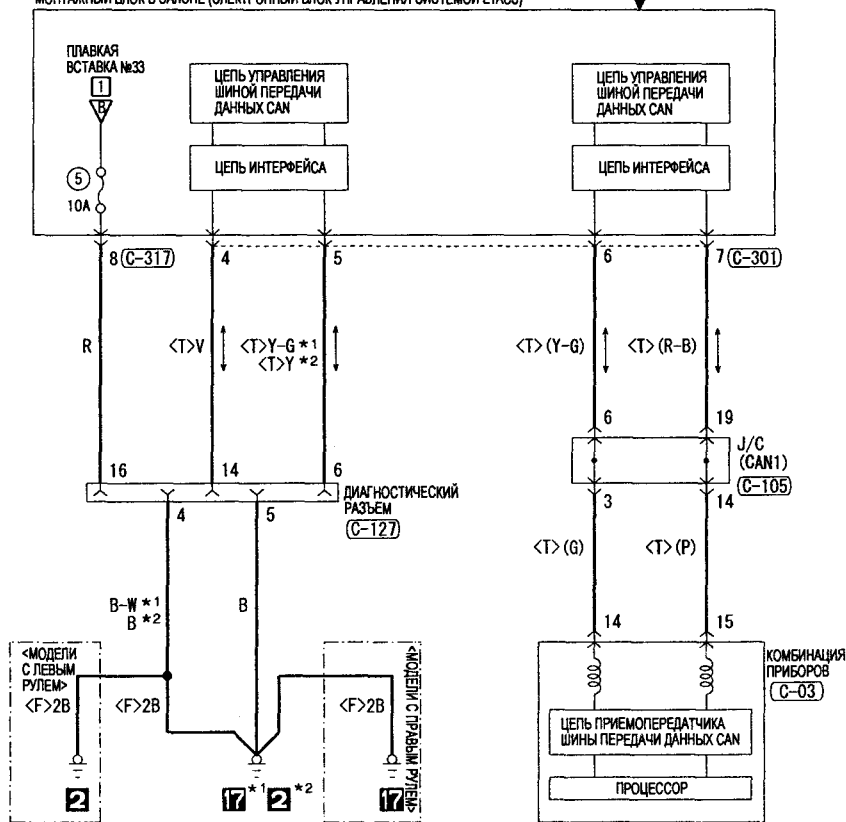 МОНТАЖНЫЙ БЛОК В САЛОНЕ (ЭЛЕКТРОННЫЙ БЛОК УПРАВЛЕНИЯ СИСТЕМОЙ ETACS)
ПЛАВКАЯ
ВСТАВКА №33
1
B
5
10A
ЦЕПЬ УПРАВЛЕНИЯ
ШИНОЙ ПЕРЕДАЧИ
ДАННЫХ CAN
ЦЕПЬ ИНТЕРФЕЙСА
ЦЕПЬ УПРАВЛЕНИЯ
ШИНОЙ ПЕРЕДАЧИ
ДАННЫХ CAN
ЦЕПЬ ИНТЕРФЕЙСА
8 (C-317) 4 5 6 7 (C-301)
R <T>V <T>Y-G *1
<T>Y *2
<T>(Y-G) <T>(R-B)
6 19
J/C
(CAN1)
(C-105)
3 14
16 14 6
ДИАГНОСТИЧЕСКИЙ
РАЗЪЕМ
(C-127)
4 5
<T>(G) <T>(P)
B-W *1
B *2
B
14 15
КОМБИНАЦИЯ
ПРИБОРОВ
(C-03)
ЦЕПЬ ПРИЕМОПЕРЕДАТЧИКА
ШИНЫ ПЕРЕДАЧИ ДАННЫХ CAN
ПРОЦЕССОР
<МОДЕЛИ
С ЛЕВЫМ
РУЛЕМ>
<F>2B <F>2B <F>2B
<МОДЕЛИ С ПРАВЫМ РУЛЕМ>
2 17 *1 2 *2 17